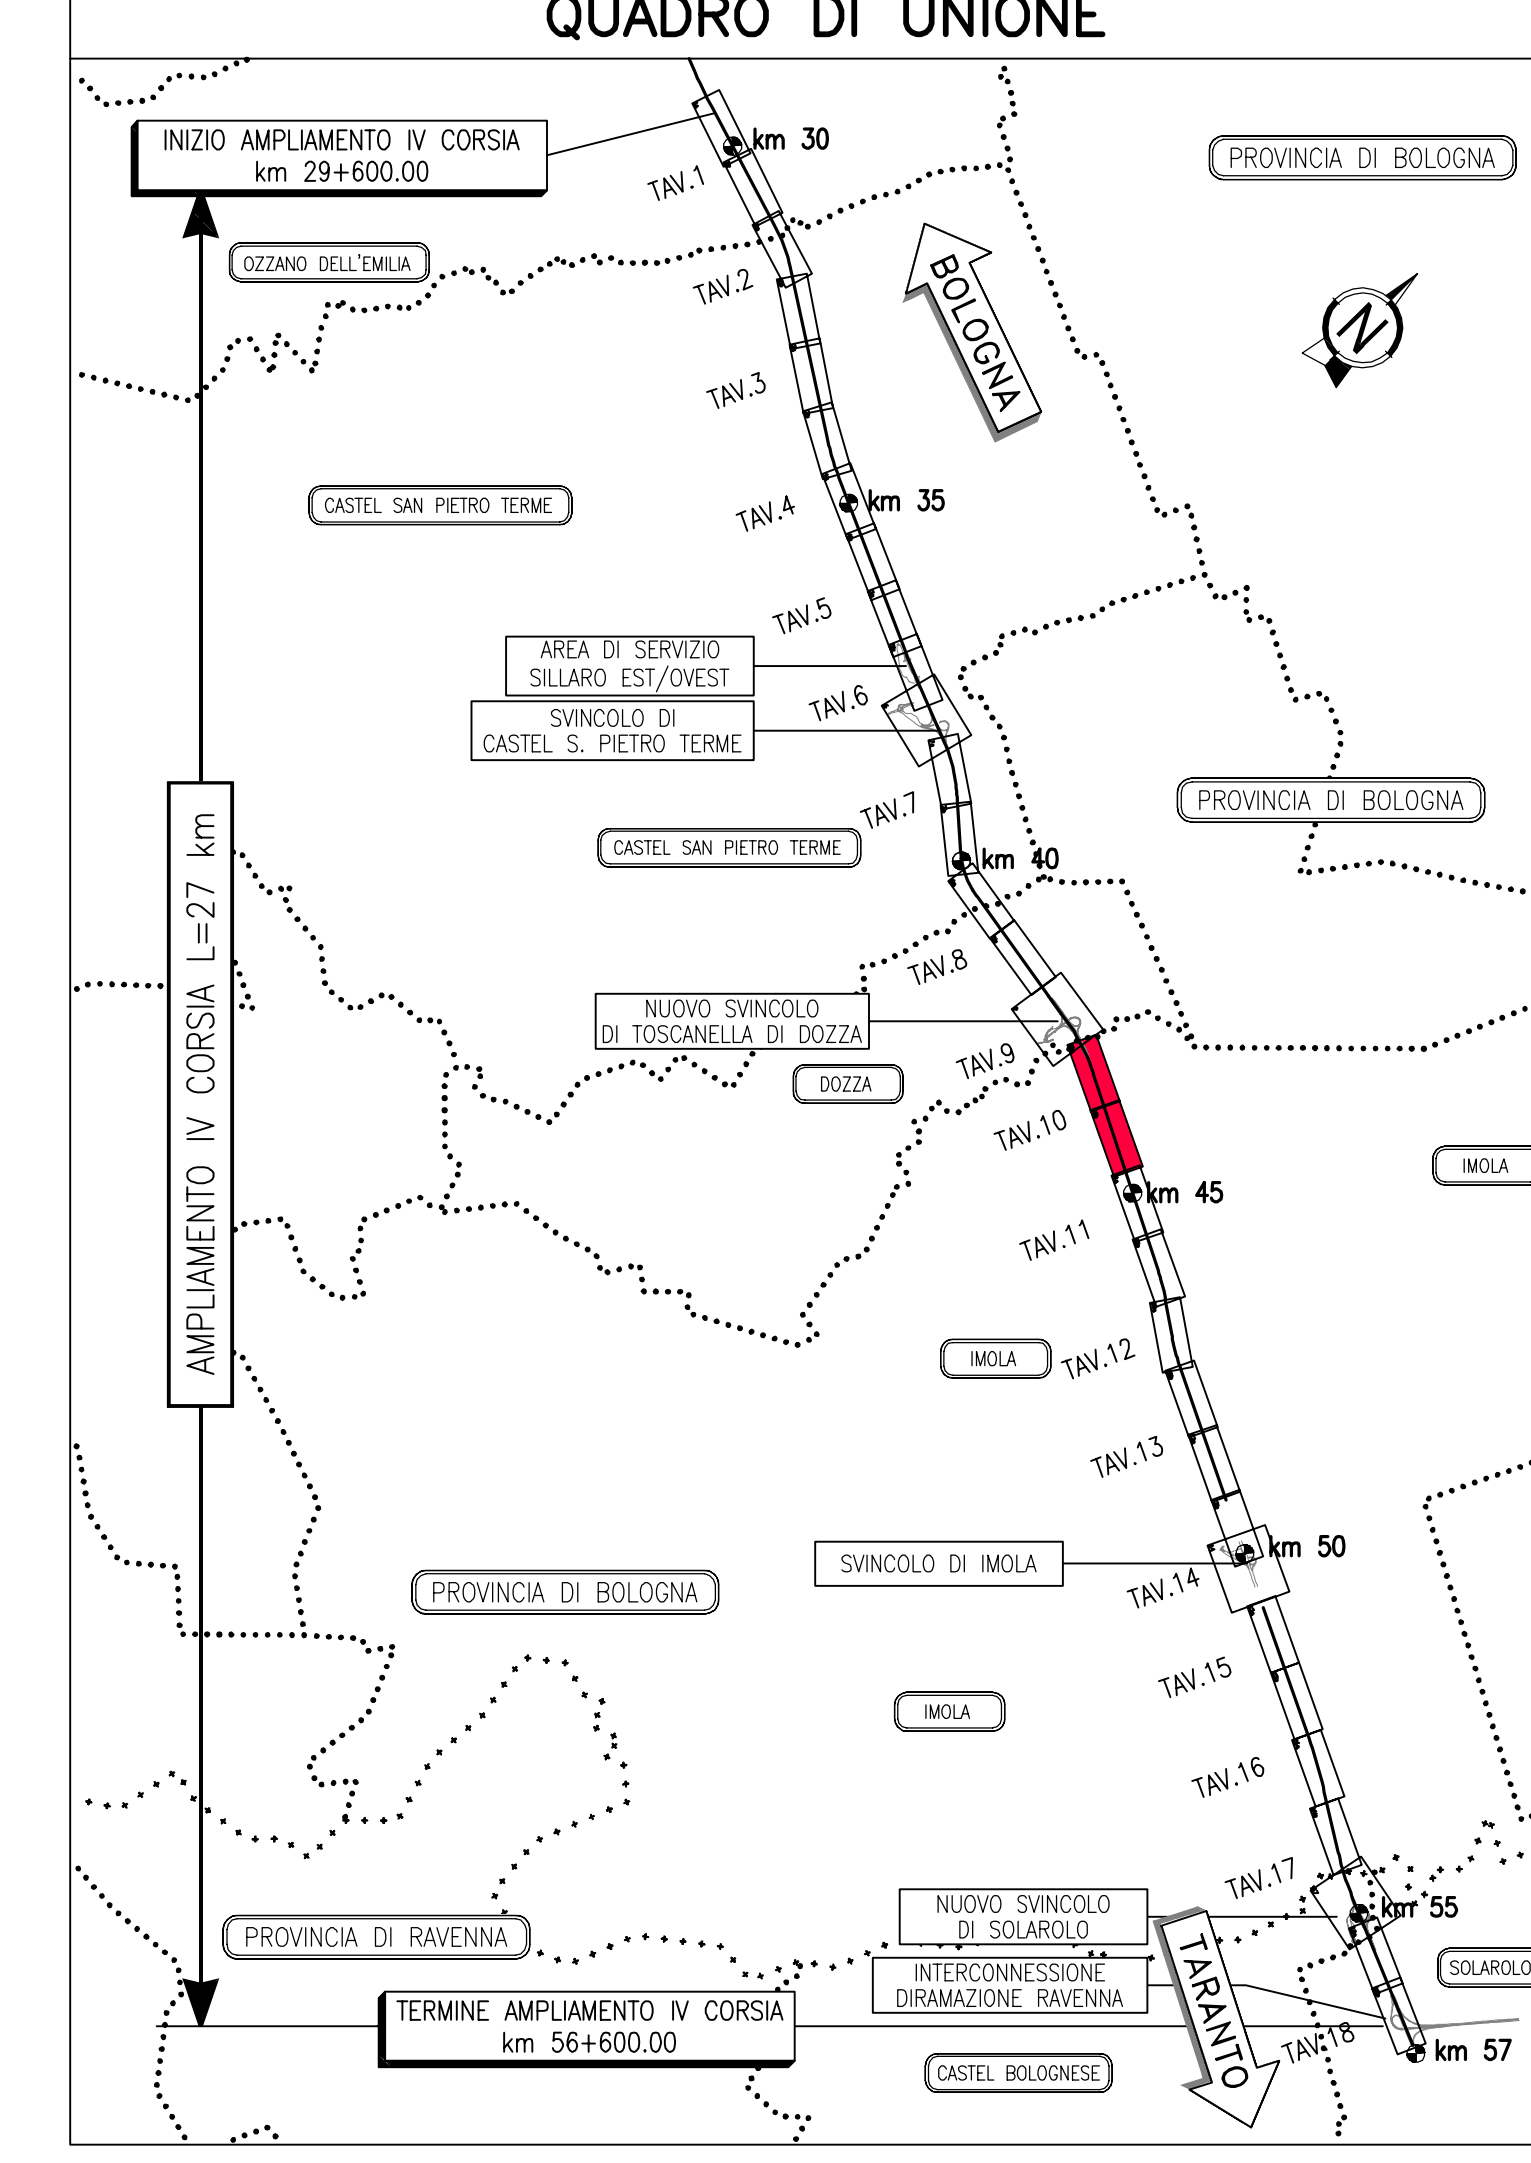 QUADRO DI UNIONE
INIZIO AMPLIAMENTO IV CORSIA
km 29+600.00
km 30
PROVINCIA DI BOLOGNA
TAV.1
OZZANO DELL'EMILIA
TAV.2
BOLOGNA
N
TAV.3
CASTEL SAN PIETRO TERME
TAV.4
km 35
TAV.5
AREA DI SERVIZIO
SILLARO EST/OVEST
TAV.6
SVINCOLO DI
CASTEL S. PIETRO TERME
PROVINCIA DI BOLOGNA
TAV.7
CASTEL SAN PIETRO TERME
km 40
AMPLIAMENTO IV CORSIA L=27 km
TAV.8
NUOVO SVINCOLO
DI TOSCANELLA DI DOZZA
TAV.9
DOZZA
TAV.10
IMOLA
km 45
TAV.11
IMOLA
TAV.12
TAV.13
SVINCOLO DI IMOLA
km 50
TAV.14
PROVINCIA DI BOLOGNA
TAV.15
IMOLA
TAV.16
TAV.17
NUOVO SVINCOLO
DI SOLAROLO
km 55
PROVINCIA DI RAVENNA
TARANTO
INTERCONNESSIONE
DIRAMAZIONE RAVENNA
SOLAROLO
TERMINE AMPLIAMENTO IV CORSIA
km 56+600.00
TAV.18
km 57
CASTEL BOLOGNESE